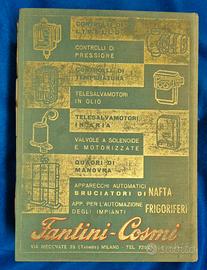 CONTROLLI DI
LIVELLO
CONTROLLI DI
PRESSIONE
CONTROLLI DI
TEMPERATURA
TELESALVAMOTORI
IN OLIO
TELESALVAMOTORI
IN ARIA
VALVOLE A SOLENOIDE
E MOTORIZZATE
QUADRI DI
MANOVRA
APPARECCHI AUTOMATICI
BRUCIATORI DI NAFTA
APP. PER L'AUTOMAZIONE FRIGORIFERI
DEGLI IMPIANTI
Fantini-Cosmi
MILANO - TEL.